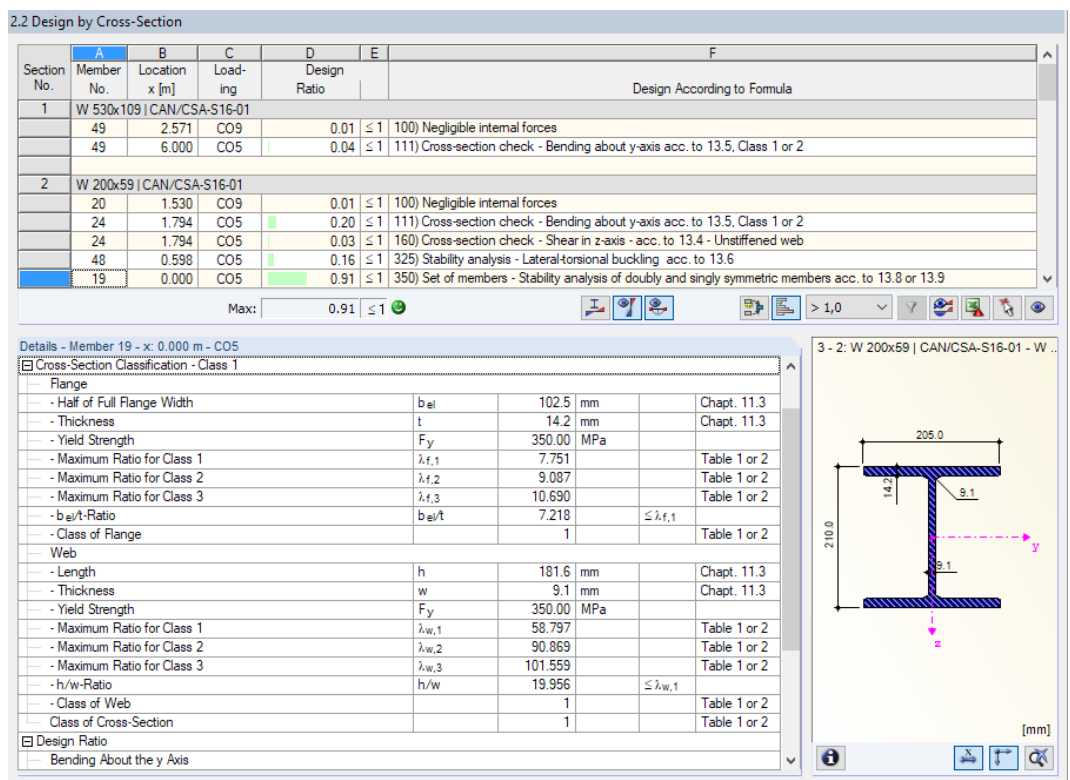 2.2 Design by Cross-Section
A B C D E F
Section Member Location Load- Design
No. No. x [m] ing Ratio Design According to Formula
1 W 530x109 | CAN/CSA-S16-01
49 2.571 CO9 0.01 ≤ 1 100) Negligible internal forces
49 6.000 CO5 0.04 ≤ 1 111) Cross-section check - Bending about y-axis acc. to 13.5, Class 1 or 2
2 W 200x59 | CAN/CSA-S16-01
20 1.530 CO9 0.01 ≤ 1 100) Negligible internal forces
24 1.794 CO5 0.20 ≤ 1 111) Cross-section check - Bending about y-axis acc. to 13.5, Class 1 or 2
24 1.794 CO5 0.03 ≤ 1 160) Cross-section check - Shear in z-axis - acc. to 13.4 - Unstiffened web
48 0.598 CO5 0.16 ≤ 1 325) Stability analysis - Lateral-torsional buckling acc. to 13.6
19 0.000 CO5 0.91 ≤ 1 350) Set of members - Stability analysis of doubly and singly symmetric members acc. to 13.8 or 13.9
Max: 0.91 ≤ 1 > 1,0
Details - Member 19 - x: 0.000 m - CO5
Cross-Section Classification - Class 1
Flange
- Half of Full Flange Width b el 102.5 mm Chapt. 11.3
- Thickness t 14.2 mm Chapt. 11.3
- Yield Strength Fy 350.00 MPa
- Maximum Ratio for Class 1 λf,1 7.751 Table 1 or 2
- Maximum Ratio for Class 2 λf,2 9.087 Table 1 or 2
- Maximum Ratio for Class 3 λf,3 10.690 Table 1 or 2
- b el/t-Ratio b el/t 7.218 ≤ λf,1
- Class of Flange 1 Table 1 or 2
Web
- Length h 181.6 mm Chapt. 11.3
- Thickness w 9.1 mm Chapt. 11.3
- Yield Strength Fy 350.00 MPa
- Maximum Ratio for Class 1 λw,1 58.797 Table 1 or 2
- Maximum Ratio for Class 2 λw,2 90.869 Table 1 or 2
- Maximum Ratio for Class 3 λw,3 101.559 Table 1 or 2
- h/w-Ratio h/w 19.956 ≤ λw,1
- Class of Web 1 Table 1 or 2
Class of Cross-Section 1 Table 1 or 2
Design Ratio
Bending About the y Axis
3 - 2: W 200x59 | CAN/CSA-S16-01 - W ..
205.0
14.2
9.1
210.0
y
9.1
z
[mm]